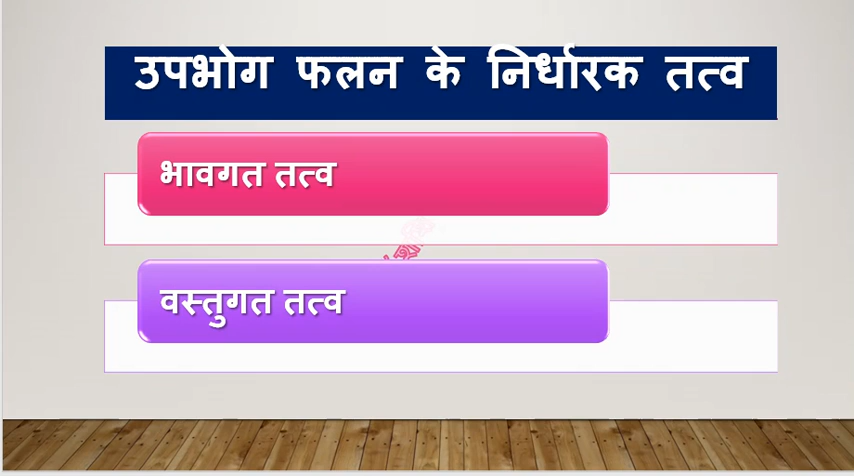 उपभोग फलन के निर्धारक तत्व
भावगत तत्व
वस्तुगत तत्व